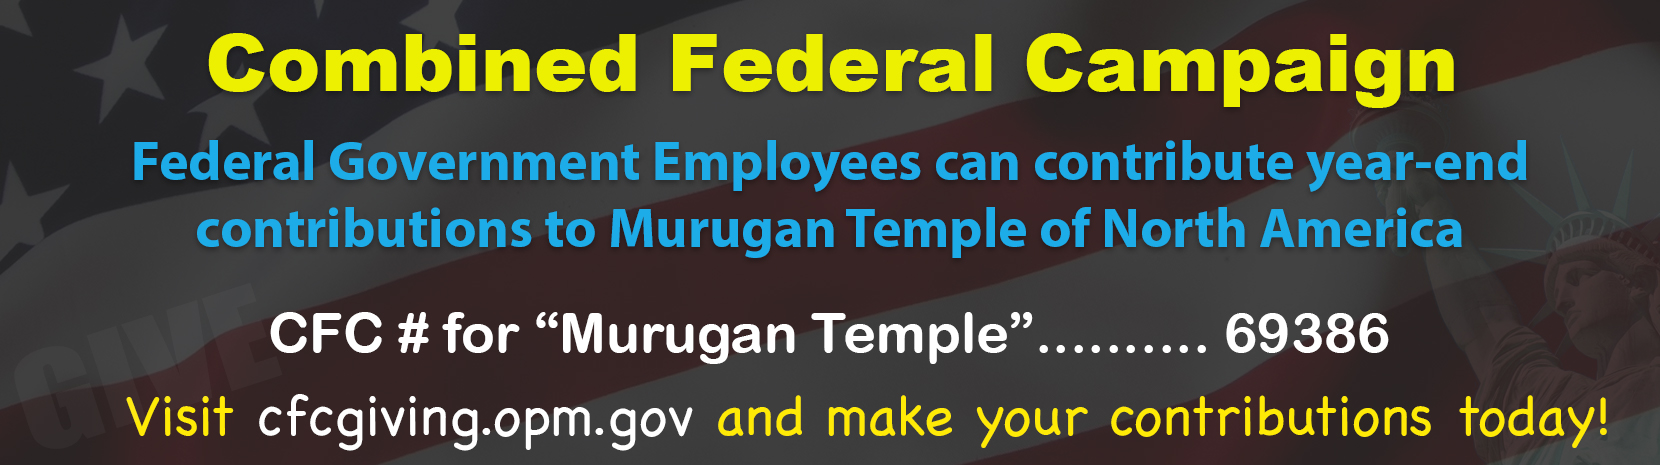 Combined Federal Campaign
Federal Government Employees can contribute year-end
contributions to Murugan Temple of North America
CFC # for “Murugan Temple”.......... 69386
GIVE
Visit cfcgiving.opm.gov and make your contributions today!